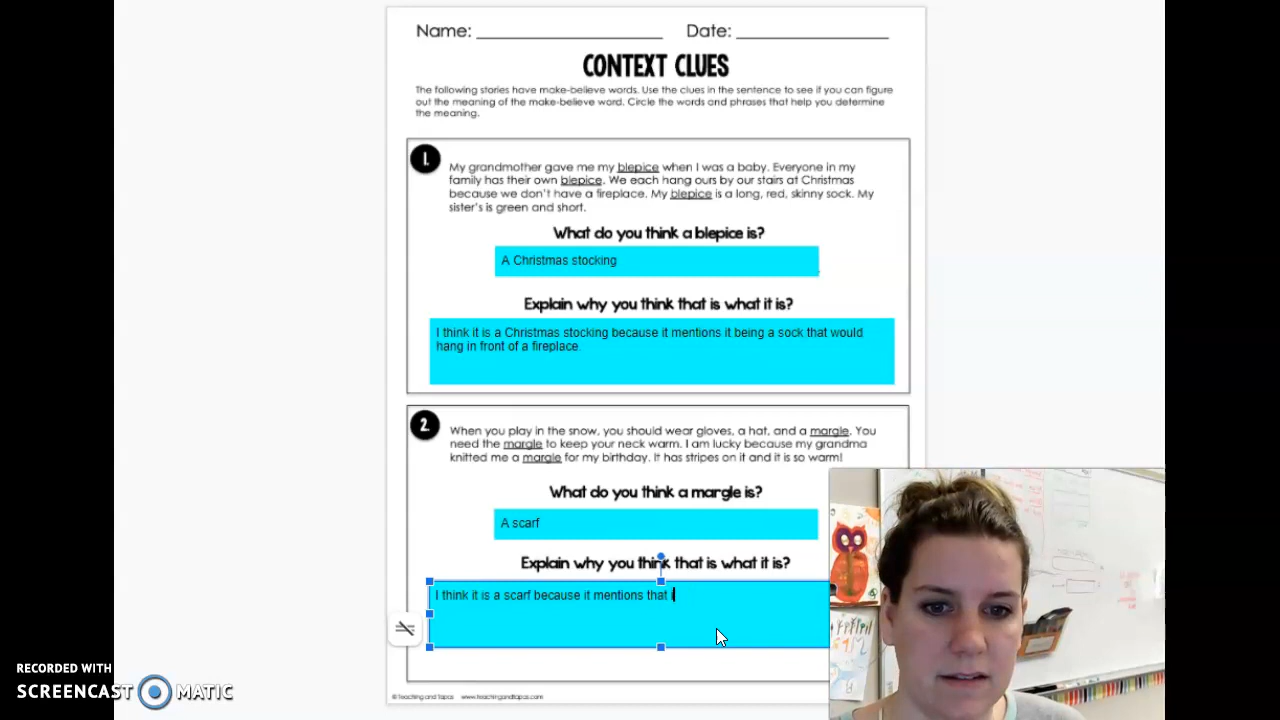 Name: ____________ Date: ____________
CONTEXT CLUES
The following stories have make-believe words. Use the clues in the sentence to see if you can figure
out the meaning of the make-believe word. Circle the words and phrases that help you determine
the meaning.
1.
My grandmother gave me my blepice when I was a baby. Everyone in my
family has their own blepice. We each hang ours by our stairs at Christmas
because we don't have a fireplace. My blepice is a long, red, skinny sock. My
sister's is green and short.
What do you think a blepice is?
A Christmas stocking
Explain why you think that is what it is?
I think it is a Christmas stocking because it mentions it being a sock that would
hang in front of a fireplace.
2.
When you play in the snow, you should wear gloves, a hat, and a margle. You
need the margle to keep your neck warm. I am lucky because my grandma
knitted me a margle for my birthday. It has stripes on it and it is so warm!
What do you think a margle is?
A scarf
Explain why you think that is what it is?
I think it is a scarf because it mentions that i
© Teaching and Tapas www.teachingandtapas.com
RECORDED WITH
SCREENCAST MATIC